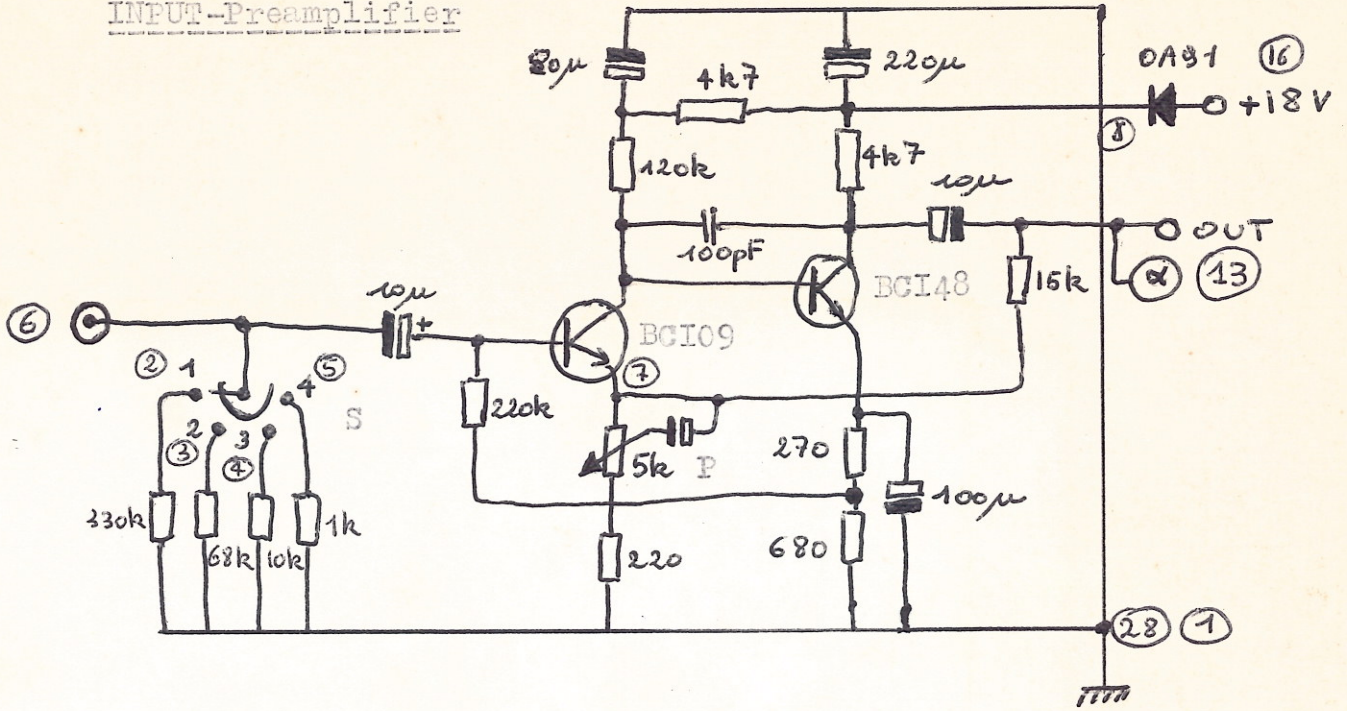 INPUT-Preamplifier
220µ
OA91
16
4k7
+18V
8
120k
4k7
10µ
100pF
OUT
BCI48
15k
α
13
10µ
6
+
BCI09
7
2
1
4
5
220k
S
2
3
3
4
5k
P
270
330k
1k
100µ
68k
10k
220
680
28
1